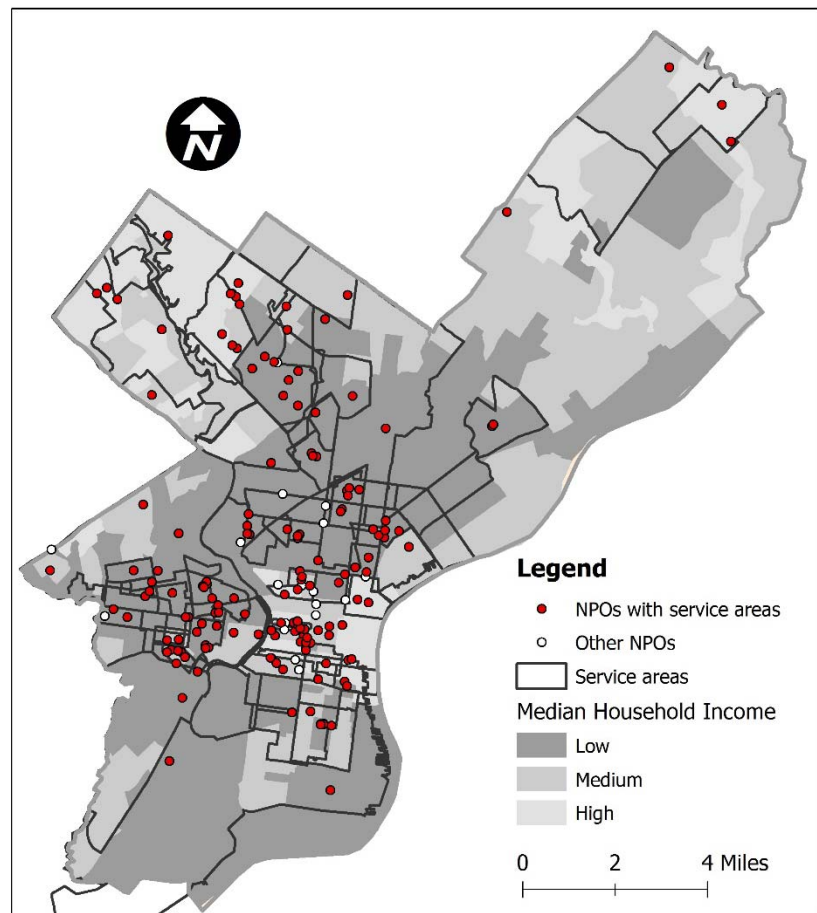 N
Legend
NPOs with service areas
Other NPOs
Service areas
Median Household Income
Low
Medium
High
0 2 4 Miles